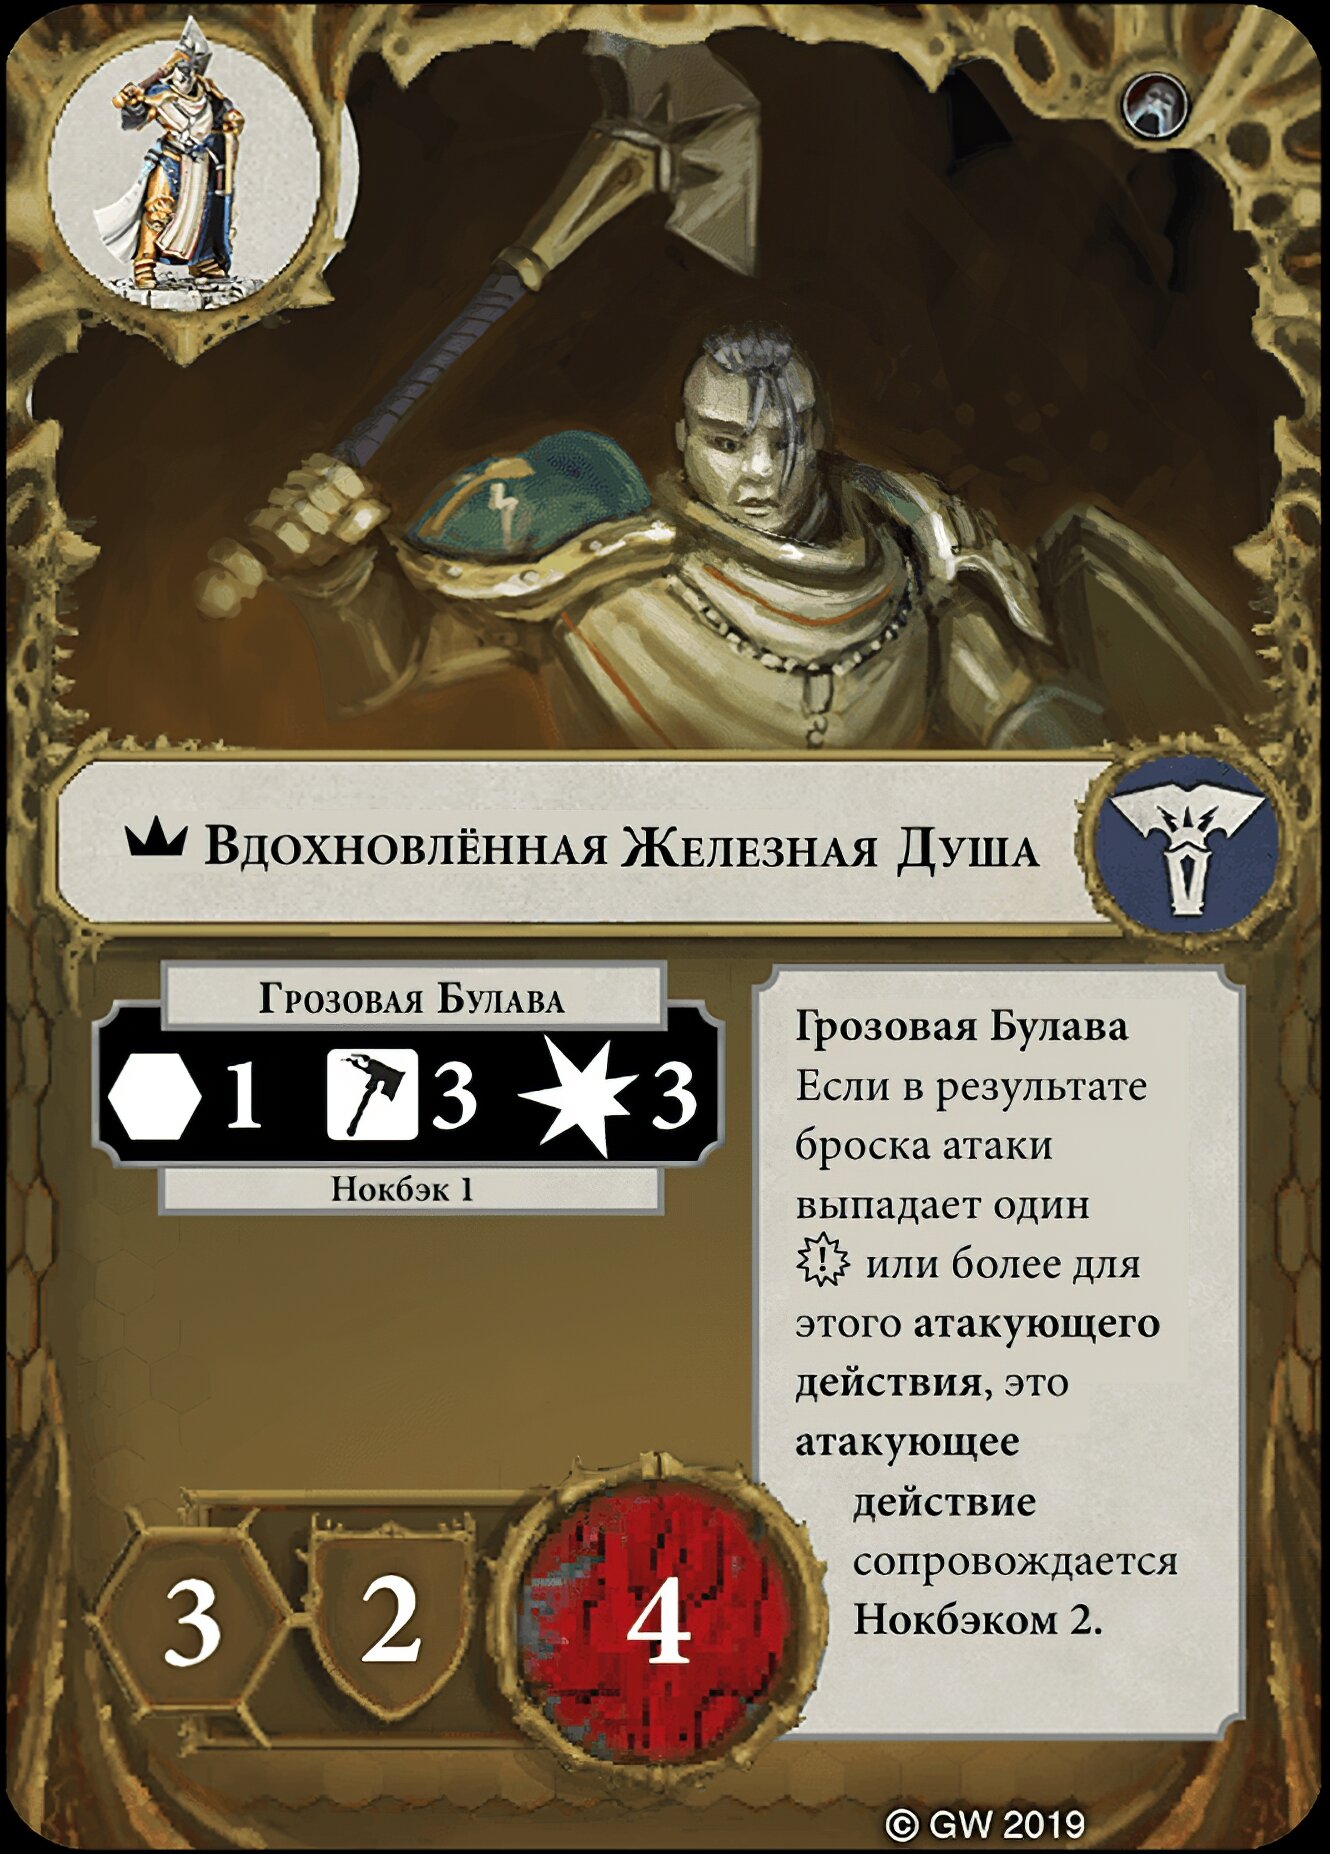 Вдохновлённая Железная Душа
Грозовая Булава
1 3 3
Нокбэк 1
Грозовая Булава
Если в результате
броска атаки
выпадает один
или более для
этого атакующего
действия, это
атакующее
действие
сопровождается
Нокбэком 2.
3 2 4
© GW 2019